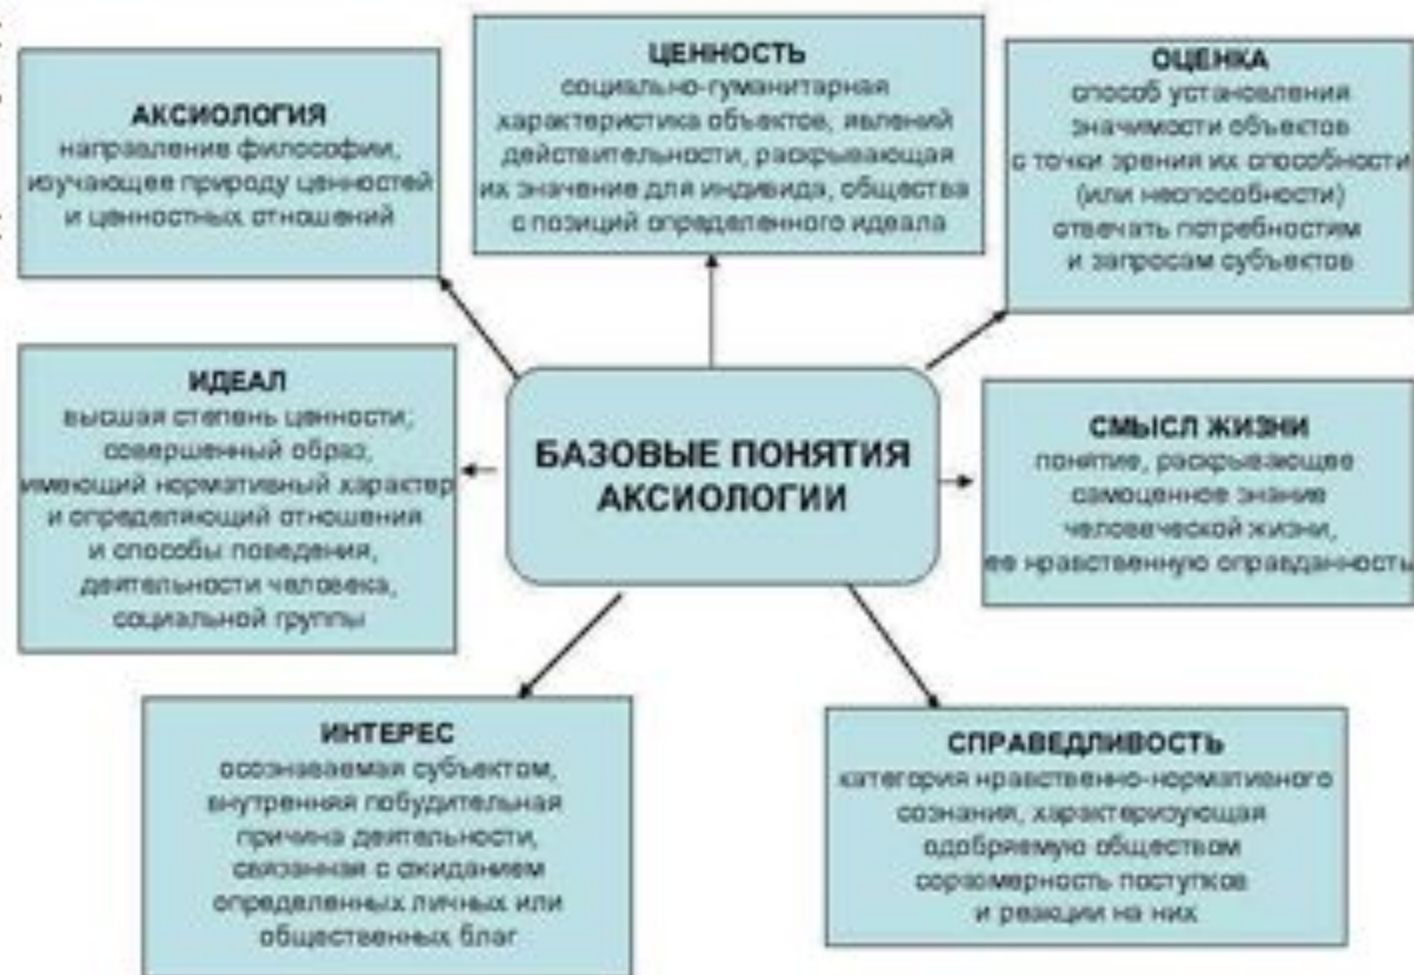 АКСИОЛОГИЯ
направление философии,
изучающее природу ценностей
и ценностных отношений
ЦЕННОСТЬ
социально-гуманитарная
характеристика объектов, явлений
действительности, раскрывающая
их значение для индивида, общества
с позиций определенного идеала
ОЦЕНКА
способ установления
значимости объектов
с точки зрения их способности
(или неспособности)
отвечать потребностям
и запросам субъектов
ИДЕАЛ
высшая степень ценности,
совершенный образ,
имеющий нормативный характер
и определяющий отношения
и способы поведения,
деятельности человека,
социальной группы
БАЗОВЫЕ ПОНЯТИЯ
АКСИОЛОГИИ
СМЫСЛ ЖИЗНИ
понятие, раскрывающее
самоценное знание
человеческой жизни,
ее нравственную оправданность
ИНТЕРЕС
осознаваемая субъектом,
внутренняя побудительная
причина деятельности,
связанная с ожиданием
определенных личных или
общественных благ
СПРАВЕДЛИВОСТЬ
категория нравственно-нормативного
сознания, характеризующая
одобряемую обществом
соразмерность поступков
и реакции на них